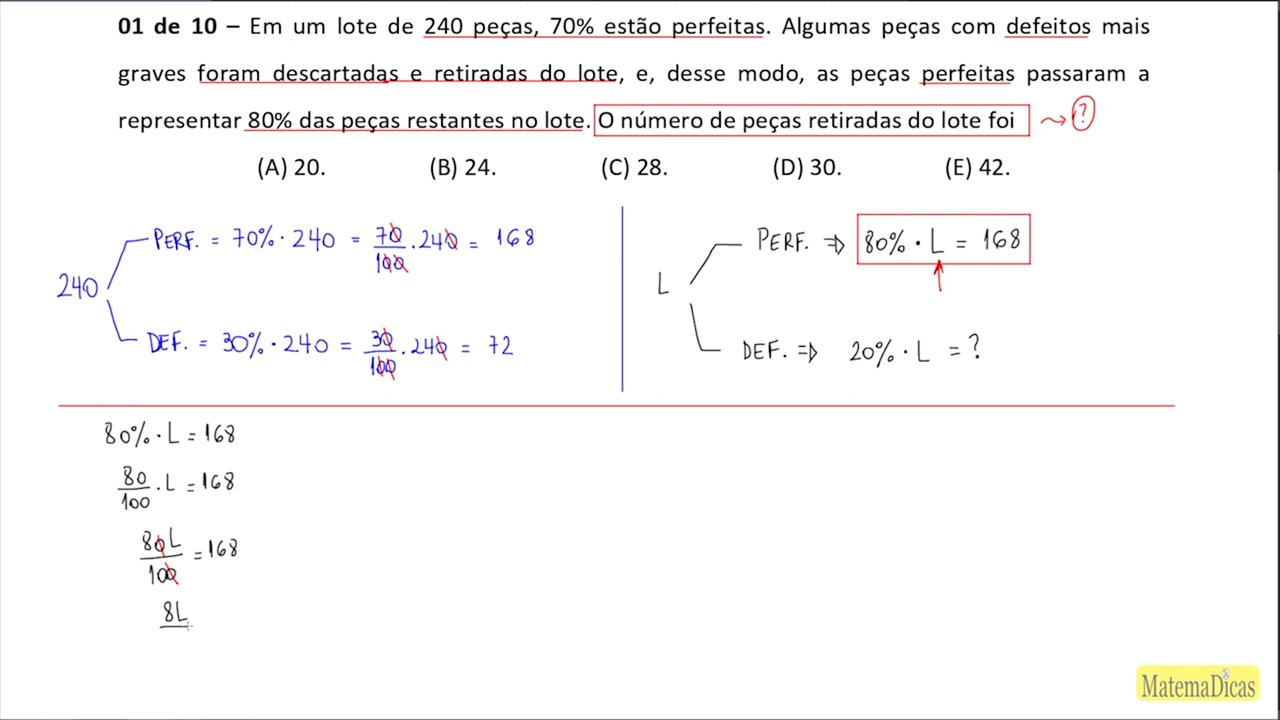 01 de 10 – Em um lote de 240 peças, 70% estão perfeitas. Algumas peças com defeitos mais
graves foram descartadas e retiradas do lote, e, desse modo, as peças perfeitas passaram a
representar 80% das peças restantes no lote. O número de peças retiradas do lote foi → ?
(A) 20. (B) 24. (C) 28. (D) 30. (E) 42.
240
PERF. = 70% · 240 = 70/100 . 240 = 168
DEF. = 30% · 240 = 30/100 . 240 = 72
L
PERF. ⇒ 80% · L = 168
DEF. ⇒ 20% · L = ?
80% · L = 168
80/100 . L = 168
80L/100 = 168
8L
MatemaDicas